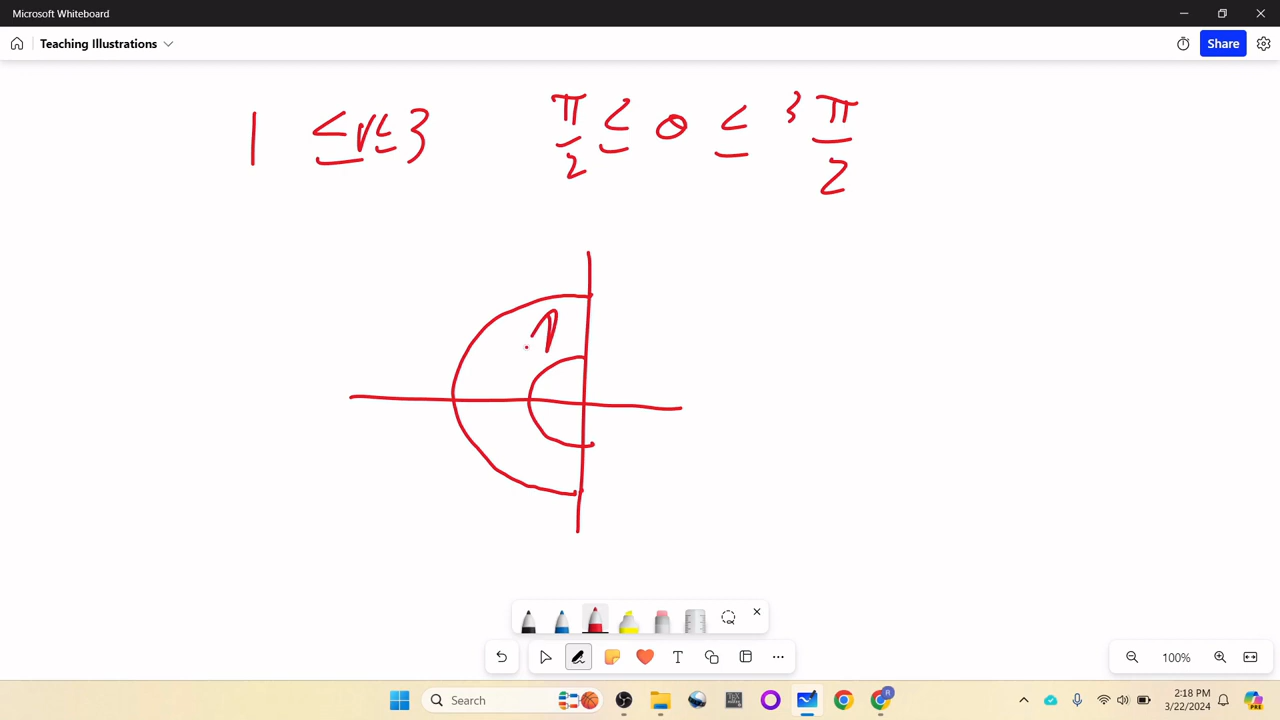 Microsoft Whiteboard
Teaching Illustrations
Share
1 ≤ r ≤ 3 π/2 ≤ θ ≤ 3π/2
100%
Search
2:18 PM
3/22/2024